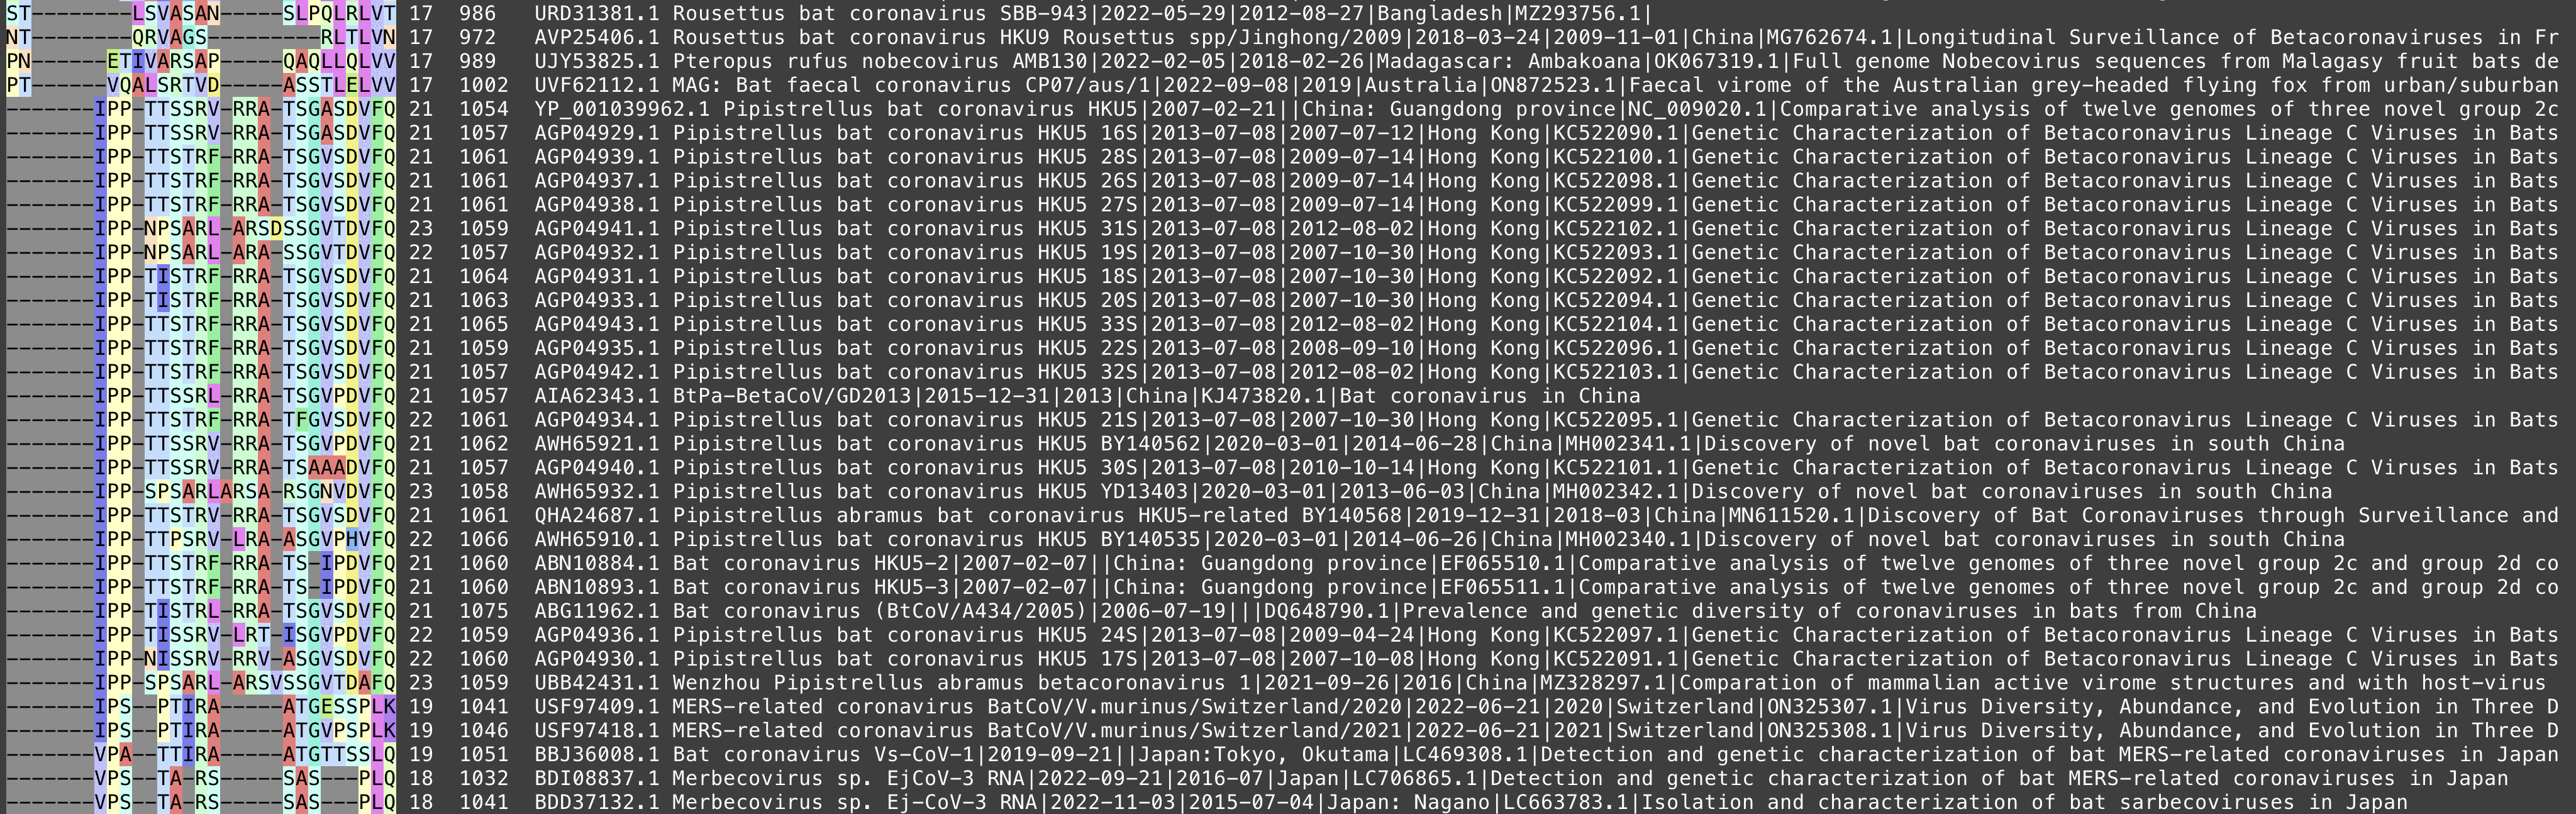 ST--------LSVASAN-----SLPQLRLVT 17 986 URD31381.1 Rousettus bat coronavirus SBB-943|2022-05-29|2012-08-27|Bangladesh|MZ293756.1|
NT--------QRVAGS---------RLTLVN 17 972 AVP25406.1 Rousettus bat coronavirus HKU9 Rousettus spp/Jinghong/2009|2018-03-24|2009-11-01|China|MG762674.1|Longitudinal Surveillance of Betacoronaviruses in Fr
PN------ETIVARSAP-----QAQLLQLVV 17 989 UJY53825.1 Pteropus rufus nobecovirus AMB130|2022-02-05|2018-02-26|Madagascar: Ambakoana|OK067319.1|Full genome Nobecovirus sequences from Malagasy fruit bats de
PT------VQALSRTVD-----ASSTLELVV 17 1002 UVF62112.1 MAG: Bat faecal coronavirus CP07/aus/1|2022-09-08|2019|Australia|ON872523.1|Faecal virome of the Australian grey-headed flying fox from urban/suburban
-------IPP-TTSSRV-RRA-TSGASDVFQ 21 1054 YP_001039962.1 Pipistrellus bat coronavirus HKU5|2007-02-21||China: Guangdong province|NC_009020.1|Comparative analysis of twelve genomes of three novel group 2c
-------IPP-TTSSRV-RRA-TSGASDVFQ 21 1057 AGP04929.1 Pipistrellus bat coronavirus HKU5 16S|2013-07-08|2007-07-12|Hong Kong|KC522090.1|Genetic Characterization of Betacoronavirus Lineage C Viruses in Bats
-------IPP-TTSTRF-RRA-TSGVSDVFQ 21 1061 AGP04939.1 Pipistrellus bat coronavirus HKU5 28S|2013-07-08|2009-07-14|Hong Kong|KC522100.1|Genetic Characterization of Betacoronavirus Lineage C Viruses in Bats
-------IPP-TTSTRF-RRA-TSGVSDVFQ 21 1061 AGP04937.1 Pipistrellus bat coronavirus HKU5 26S|2013-07-08|2009-07-14|Hong Kong|KC522098.1|Genetic Characterization of Betacoronavirus Lineage C Viruses in Bats
-------IPP-TTSTRF-RRA-TSGVSDVFQ 21 1061 AGP04938.1 Pipistrellus bat coronavirus HKU5 27S|2013-07-08|2009-07-14|Hong Kong|KC522099.1|Genetic Characterization of Betacoronavirus Lineage C Viruses in Bats
-------IPP-NPSARL-ARSDSSGVTDVFQ 23 1059 AGP04941.1 Pipistrellus bat coronavirus HKU5 31S|2013-07-08|2012-08-02|Hong Kong|KC522102.1|Genetic Characterization of Betacoronavirus Lineage C Viruses in Bats
-------IPP-NPSARL-ARA-SSGVTDVFQ 22 1057 AGP04932.1 Pipistrellus bat coronavirus HKU5 19S|2013-07-08|2007-10-30|Hong Kong|KC522093.1|Genetic Characterization of Betacoronavirus Lineage C Viruses in Bats
-------IPP-TISTRF-RRA-TSGVSDVFQ 21 1064 AGP04931.1 Pipistrellus bat coronavirus HKU5 18S|2013-07-08|2007-10-30|Hong Kong|KC522092.1|Genetic Characterization of Betacoronavirus Lineage C Viruses in Bats
-------IPP-TISTRF-RRA-TSGVSDVFQ 21 1063 AGP04933.1 Pipistrellus bat coronavirus HKU5 20S|2013-07-08|2007-10-30|Hong Kong|KC522094.1|Genetic Characterization of Betacoronavirus Lineage C Viruses in Bats
-------IPP-TTSTRF-RRA-TSGVSDVFQ 21 1065 AGP04943.1 Pipistrellus bat coronavirus HKU5 33S|2013-07-08|2012-08-02|Hong Kong|KC522104.1|Genetic Characterization of Betacoronavirus Lineage C Viruses in Bats
-------IPP-TTSTRF-RRA-TSGVSDVFQ 21 1059 AGP04935.1 Pipistrellus bat coronavirus HKU5 22S|2013-07-08|2008-09-10|Hong Kong|KC522096.1|Genetic Characterization of Betacoronavirus Lineage C Viruses in Bats
-------IPP-TTSTRF-RRA-TSGVSDVFQ 21 1057 AGP04942.1 Pipistrellus bat coronavirus HKU5 32S|2013-07-08|2012-08-02|Hong Kong|KC522103.1|Genetic Characterization of Betacoronavirus Lineage C Viruses in Bats
-------IPP-TTSSRL-RRA-TSGVPDVFQ 21 1057 AIA62343.1 BtPa-BetaCoV/GD2013|2015-12-31|2013|China|KJ473820.1|Bat coronavirus in China
-------IPP-TTSTRF-RRA-TFGVSDVFQ 22 1061 AGP04934.1 Pipistrellus bat coronavirus HKU5 21S|2013-07-08|2007-10-30|Hong Kong|KC522095.1|Genetic Characterization of Betacoronavirus Lineage C Viruses in Bats
-------IPP-TTSSRV-RRA-TSGVPDVFQ 21 1062 AWH65921.1 Pipistrellus bat coronavirus HKU5 BY140562|2020-03-01|2014-06-28|China|MH002341.1|Discovery of novel bat coronaviruses in south China
-------IPP-TTSSRV-RRA-TSAAADVFQ 21 1057 AGP04940.1 Pipistrellus bat coronavirus HKU5 30S|2013-07-08|2010-10-14|Hong Kong|KC522101.1|Genetic Characterization of Betacoronavirus Lineage C Viruses in Bats
-------IPP-SPSARLARSA-RSGNVDVFQ 23 1058 AWH65932.1 Pipistrellus bat coronavirus HKU5 YD13403|2020-03-01|2013-06-03|China|MH002342.1|Discovery of novel bat coronaviruses in south China
-------IPP-TTSTRV-RRA-TSGVSDVFQ 21 1061 QHA24687.1 Pipistrellus abramus bat coronavirus HKU5-related BY140568|2019-12-31|2018-03|China|MN611520.1|Discovery of Bat Coronaviruses through Surveillance and
-------IPP-TTPSRV-LRA-ASGVPHVFQ 22 1066 AWH65910.1 Pipistrellus bat coronavirus HKU5 BY140535|2020-03-01|2014-06-26|China|MH002340.1|Discovery of novel bat coronaviruses in south China
-------IPP-TTSTRF-RRA-TS-IPDVFQ 21 1060 ABN10884.1 Bat coronavirus HKU5-2|2007-02-07||China: Guangdong province|EF065510.1|Comparative analysis of twelve genomes of three novel group 2c and group 2d co
-------IPP-TTSTRF-RRA-TS-IPDVFQ 21 1060 ABN10893.1 Bat coronavirus HKU5-3|2007-02-07||China: Guangdong province|EF065511.1|Comparative analysis of twelve genomes of three novel group 2c and group 2d co
-------IPP-TISTRL-RRA-TSGVSDVFQ 21 1075 ABG11962.1 Bat coronavirus (BtCoV/A434/2005)|2006-07-19|||DQ648790.1|Prevalence and genetic diversity of coronaviruses in bats from China
-------IPP-TISSRV-LRT-ISGVPDVFQ 22 1059 AGP04936.1 Pipistrellus bat coronavirus HKU5 24S|2013-07-08|2009-04-24|Hong Kong|KC522097.1|Genetic Characterization of Betacoronavirus Lineage C Viruses in Bats
-------IPP-NISSRV-RRV-ASGVSDVFQ 22 1060 AGP04930.1 Pipistrellus bat coronavirus HKU5 17S|2013-07-08|2007-10-08|Hong Kong|KC522091.1|Genetic Characterization of Betacoronavirus Lineage C Viruses in Bats
-------IPP-SPSARL-ARSVSSGVTDAFQ 23 1059 UBB42431.1 Wenzhou Pipistrellus abramus betacoronavirus 1|2021-09-26|2016|China|MZ328297.1|Comparation of mammalian active virome structures and with host-virus
-------IPS--PTIRA-----ATGESSPLK 19 1041 USF97409.1 MERS-related coronavirus BatCoV/V.murinus/Switzerland/2020|2022-06-21|2020|Switzerland|ON325307.1|Virus Diversity, Abundance, and Evolution in Three D
-------IPS--PTIRA-----ATGVPSPLK 19 1046 USF97418.1 MERS-related coronavirus BatCoV/V.murinus/Switzerland/2021|2022-06-21|2021|Switzerland|ON325308.1|Virus Diversity, Abundance, and Evolution in Three D
-------VPA--TTIRA-----ATGTTSSLQ 19 1051 BBJ36008.1 Bat coronavirus Vs-CoV-1|2019-09-21||Japan:Tokyo, Okutama|LC469308.1|Detection and genetic characterization of bat MERS-related coronaviruses in Japan
-------VPS--TA-RS-----SAS---PLQ 18 1032 BDI08837.1 Merbecovirus sp. EjCoV-3 RNA|2022-09-21|2016-07|Japan|LC706865.1|Detection and genetic characterization of bat MERS-related coronaviruses in Japan
-------VPS--TA-RS-----SAS---PLQ 18 1041 BDD37132.1 Merbecovirus sp. Ej-CoV-3 RNA|2022-11-03|2015-07-04|Japan: Nagano|LC663783.1|Isolation and characterization of bat sarbecoviruses in Japan